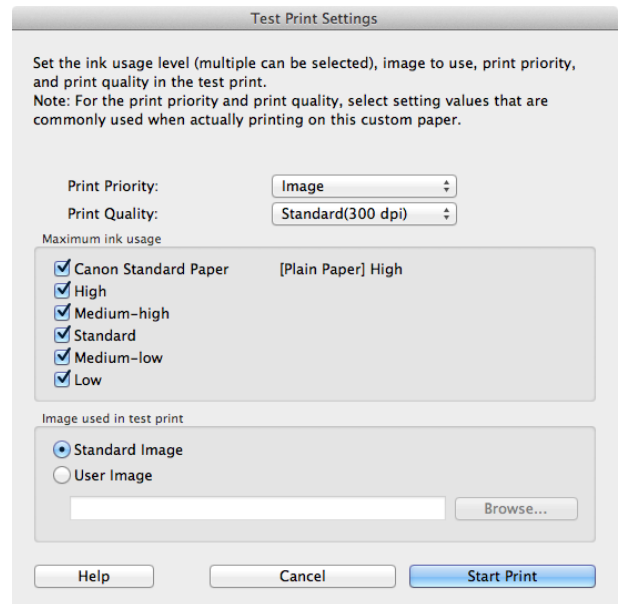 Test Print Settings
Set the ink usage level (multiple can be selected), image to use, print priority,
and print quality in the test print.
Note: For the print priority and print quality, select setting values that are
commonly used when actually printing on this custom paper.
Print Priority: Image
Print Quality: Standard(300 dpi)
Maximum ink usage
Canon Standard Paper [Plain Paper] High
High
Medium-high
Standard
Medium-low
Low
Image used in test print
Standard Image
User Image
Browse...
Help Cancel Start Print